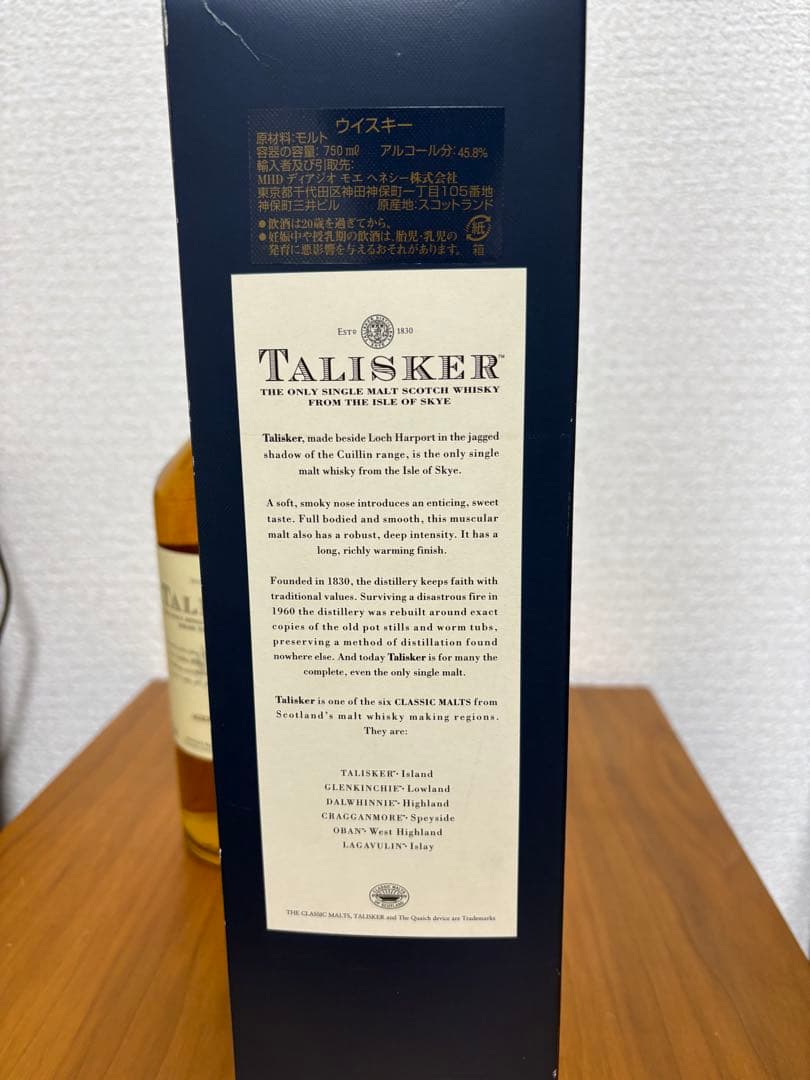 ウイスキー
原材料:モルト
容器の容量: 750 ml アルコール分:45.8%
輸入者及び引取先:
MHD ディアジオ モエ ヘネシー株式会社
東京都千代田区神田神保町一丁目105番地
神保町三井ビル 原産地:スコットランド
●飲酒は20歳を過ぎてから。
●妊娠中や授乳期の飲酒は、胎児・乳児の
発育に悪影響を与えるおそれがあります。
紙
箱
ESTD 1830
TALISKER™
THE ONLY SINGLE MALT SCOTCH WHISKY
FROM THE ISLE OF SKYE
Talisker, made beside Loch Harport in the jagged
shadow of the Cuillin range, is the only single
malt whisky from the Isle of Skye.
A soft, smoky nose introduces an enticing, sweet
taste. Full bodied and smooth, this muscular
malt also has a robust, deep intensity. It has a
long, richly warming finish.
Founded in 1830, the distillery keeps faith with
traditional values. Surviving a disastrous fire in
1960 the distillery was rebuilt around exact
copies of the old pot stills and worm tubs,
preserving a method of distillation found
nowhere else. And today Talisker is for many the
complete, even the only single malt.
Talisker is one of the six CLASSIC MALTS from
Scotland's malt whisky making regions.
They are:
TALISKER™· Island
GLENKINCHIE™· Lowland
DALWHINNIE™· Highland
CRAGGANMORE™· Speyside
OBAN™· West Highland
LAGAVULIN™· Islay
CLASSIC MALTS
OF SCOTLAND
THE CLASSIC MALTS, TALISKER and The Quaich device are Trademarks
TALIS